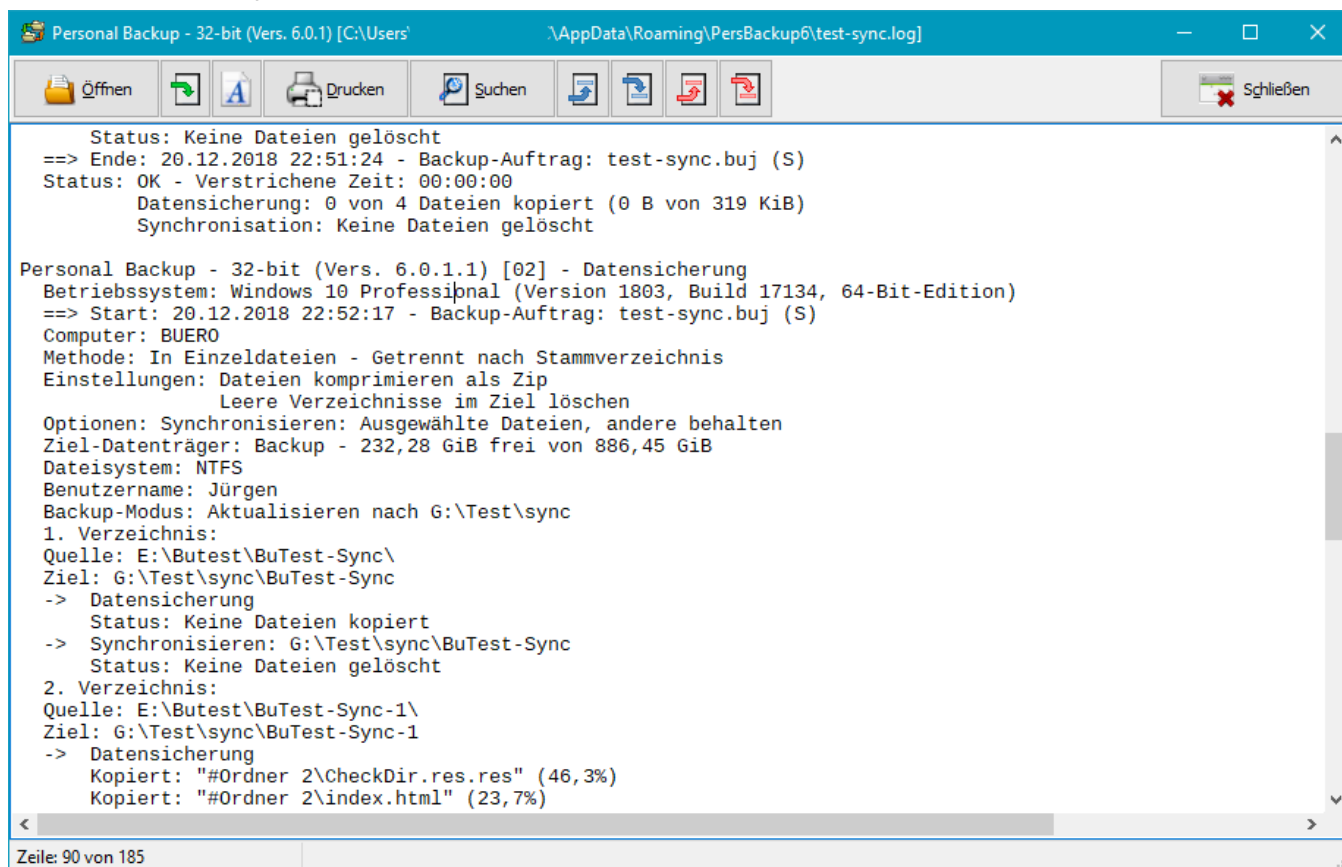 Personal Backup - 32-bit (Vers. 6.0.1) [C:\Users\ \AppData\Roaming\PersBackup6\test-sync.log]
Öffnen Drucken Suchen Schließen
Status: Keine Dateien gelöscht
==> Ende: 20.12.2018 22:51:24 - Backup-Auftrag: test-sync.buj (S)
Status: OK - Verstrichene Zeit: 00:00:00
Datensicherung: 0 von 4 Dateien kopiert (0 B von 319 KiB)
Synchronisation: Keine Dateien gelöscht
Personal Backup - 32-bit (Vers. 6.0.1.1) [02] - Datensicherung
Betriebssystem: Windows 10 Professional (Version 1803, Build 17134, 64-Bit-Edition)
==> Start: 20.12.2018 22:52:17 - Backup-Auftrag: test-sync.buj (S)
Computer: BUERO
Methode: In Einzeldateien - Getrennt nach Stammverzeichnis
Einstellungen: Dateien komprimieren als Zip
Leere Verzeichnisse im Ziel löschen
Optionen: Synchronisieren: Ausgewählte Dateien, andere behalten
Ziel-Datenträger: Backup - 232,28 GiB frei von 886,45 GiB
Dateisystem: NTFS
Benutzername: Jürgen
Backup-Modus: Aktualisieren nach G:\Test\sync
1. Verzeichnis:
Quelle: E:\Butest\BuTest-Sync\
Ziel: G:\Test\sync\BuTest-Sync
->  Datensicherung
Status: Keine Dateien kopiert
->  Synchronisieren: G:\Test\sync\BuTest-Sync
Status: Keine Dateien gelöscht
2. Verzeichnis:
Quelle: E:\Butest\BuTest-Sync-1\
Ziel: G:\Test\sync\BuTest-Sync-1
->  Datensicherung
Kopiert: "#Ordner 2\CheckDir.res.res" (46,3%)
Kopiert: "#Ordner 2\index.html" (23,7%)
Zeile: 90 von 185